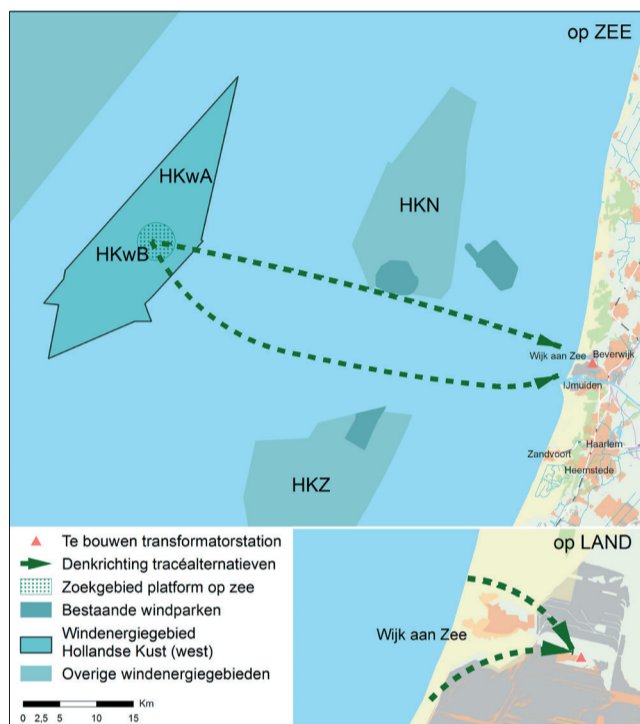 op ZEE
HKwA
HKN
HKwB
Wijk aan Zee
Beverwijk
IJmuiden
Haarlem
Zandvoort
Heemstede
HKZ
Te bouwen transformatorstation
Denkrichting tracéalternatieven
Zoekgebied platform op zee
Bestaande windparken
Windenergiegebied
Hollandse Kust (west)
Overige windenergiegebieden
Km
0 2,5 5 10 15
op LAND
Wijk aan Zee